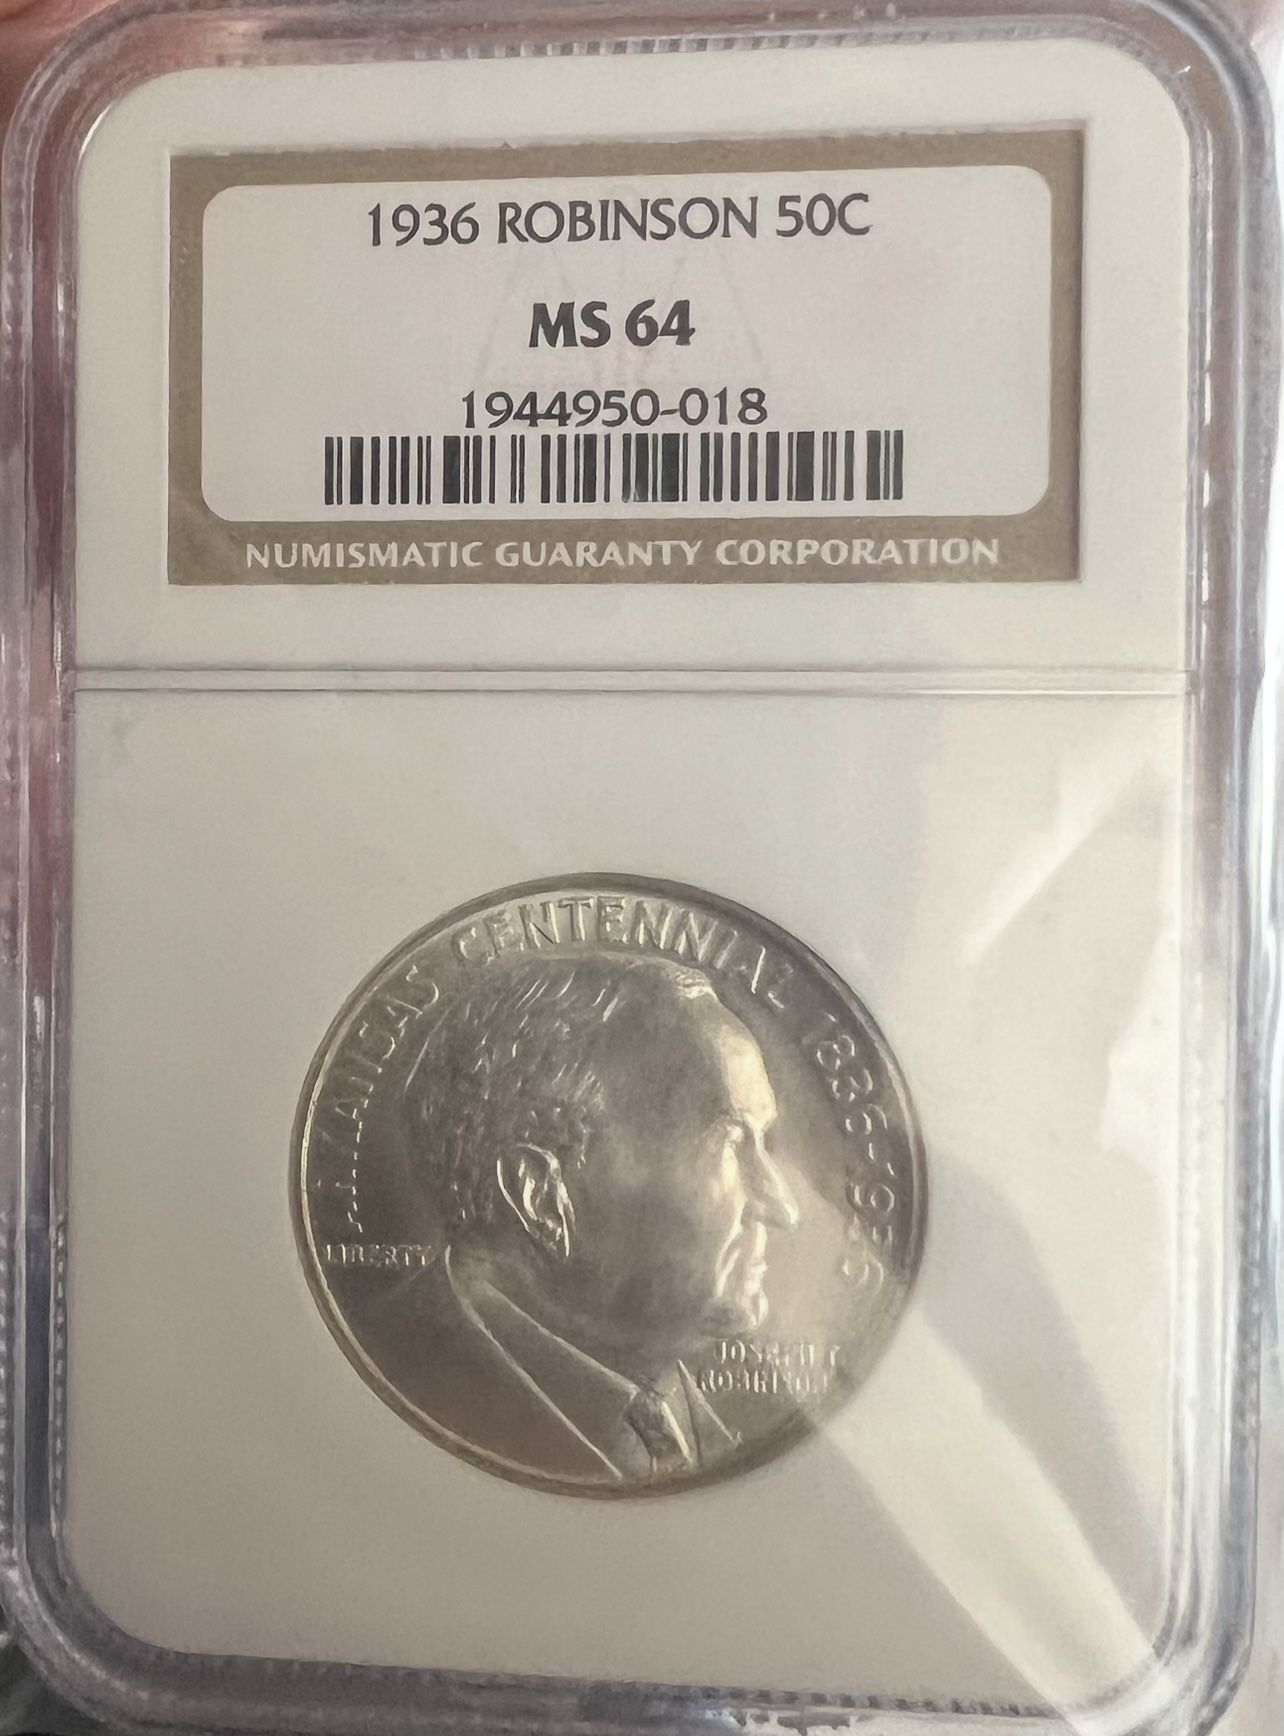 1936 ROBINSON 50C
MS 64
1944950-018
NUMISMATIC GUARANTY CORPORATION
ARKANSAS CENTENNIAL 1836-1936
LIBERTY
JOSEPH T
ROBINSON